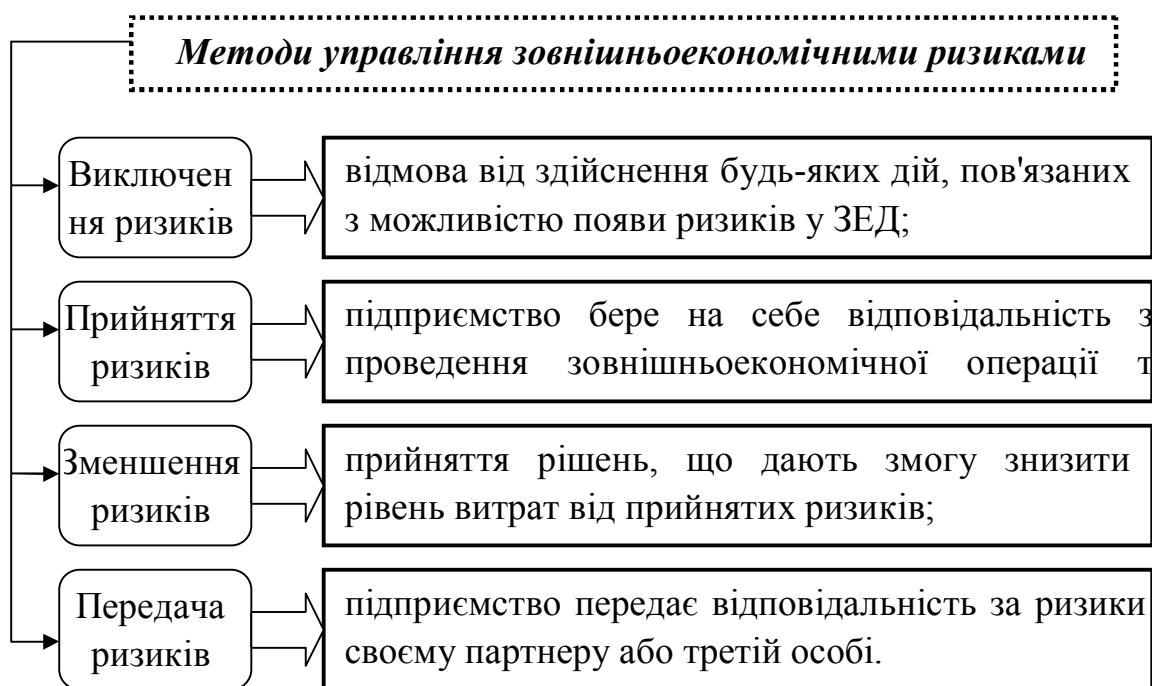 Методи управління зовнішньоекономічними ризиками
Виключен
ня ризиків
відмова від здійснення будь-яких дій, пов'язаних
з можливістю появи ризиків у ЗЕД;
Прийняття
ризиків
підприємство бере на себе відповідальність з
проведення зовнішньоекономічної операції т
Зменшення
ризиків
прийняття рішень, що дають змогу знизити
рівень витрат від прийнятих ризиків;
Передача
ризиків
підприємство передає відповідальність за ризики
своєму партнеру або третій особі.